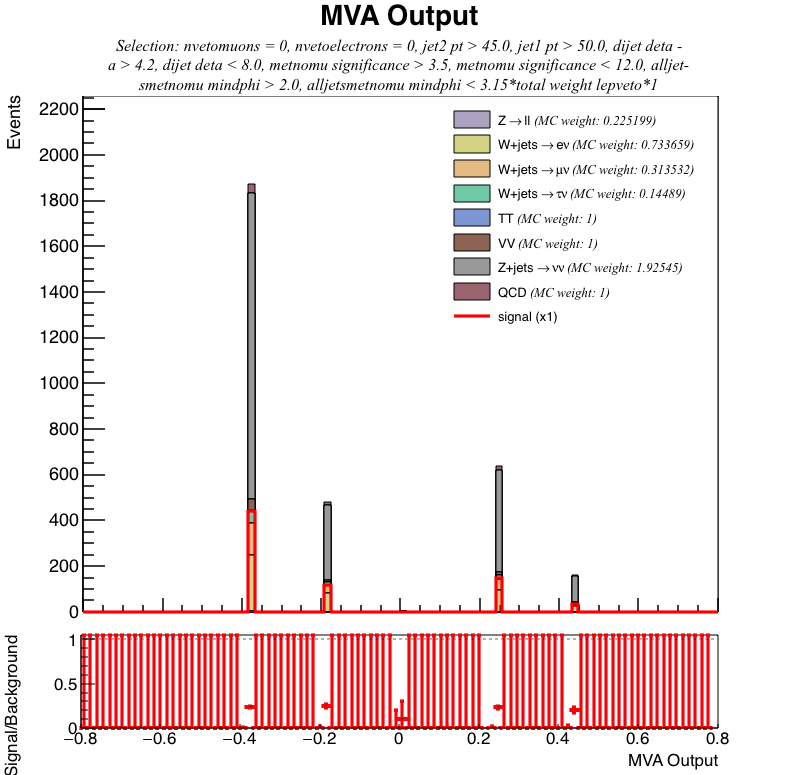 MVA Output
Selection: nvetomuons = 0, nvetoelectrons = 0, jet2 pt > 45.0, jet1 pt > 50.0, dijet deta -
a > 4.2, dijet deta < 8.0, metnomu significance > 3.5, metnomu significance < 12.0, alljet-
smetnomu mindphi > 2.0, alljetsmetnomu mindphi < 3.15*total weight lepveto*1
Events
2200
2000
1800
1600
1400
1200
1000
800
600
400
200
0
Z→ll (MC weight: 0.225199)
W+jets→eν (MC weight: 0.733659)
W+jets→μν (MC weight: 0.313532)
W+jets→τν (MC weight: 0.14489)
TT (MC weight: 1)
VV (MC weight: 1)
Z+jets→νν (MC weight: 1.92545)
QCD (MC weight: 1)
signal (x1)
Signal/Background
1
0.5
0
−0.8 −0.6 −0.4 −0.2 0 0.2 0.4 0.6 0.8
MVA Output